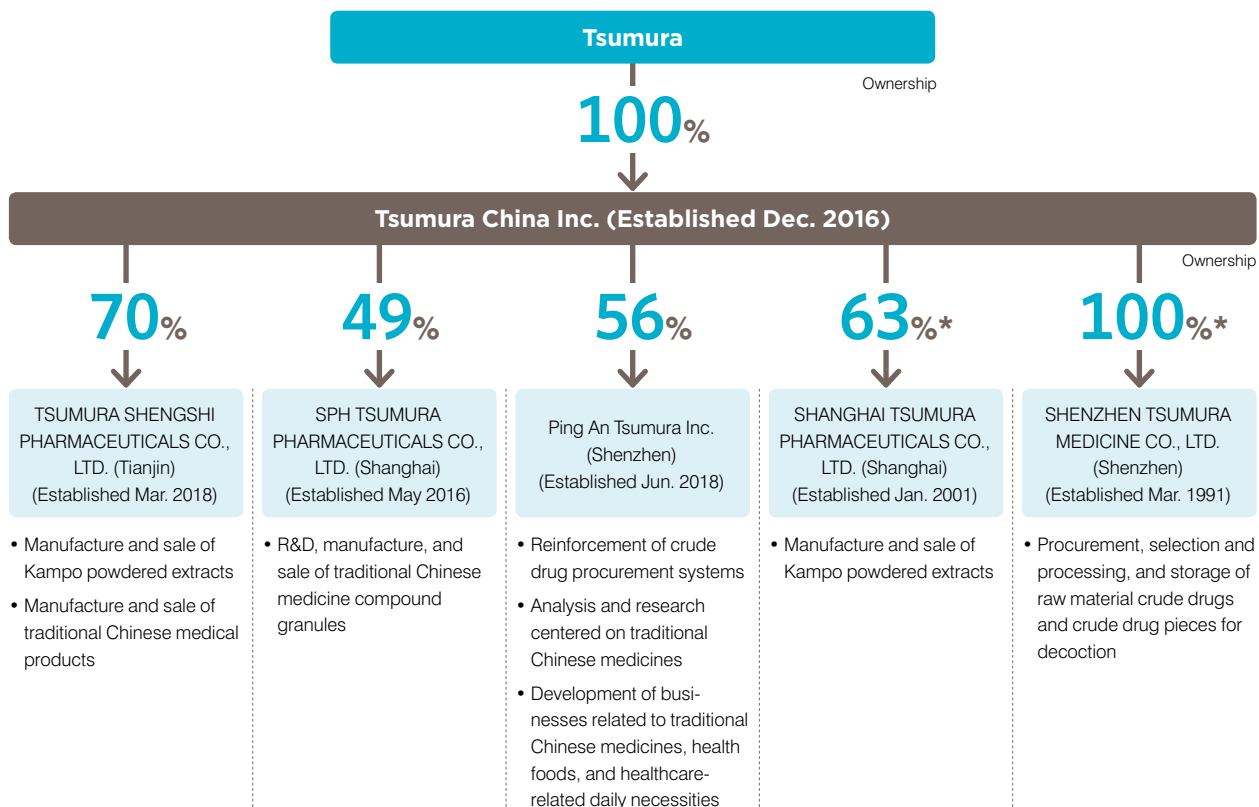 Tsumura
Ownership
100%
Tsumura China Inc. (Established Dec. 2016)
Ownership
70%
49%
56%
63%*
100%*
TSUMURA SHENGSHI
PHARMACEUTICALS CO.,
LTD. (Tianjin)
(Established Mar. 2018)
SPH TSUMURA
PHARMACEUTICALS CO.,
LTD. (Shanghai)
(Established May 2016)
Ping An Tsumura Inc.
(Shenzhen)
(Established Jun. 2018)
SHANGHAI TSUMURA
PHARMACEUTICALS CO.,
LTD. (Shanghai)
(Established Jan. 2001)
SHENZHEN TSUMURA
MEDICINE CO., LTD.
(Shenzhen)
(Established Mar. 1991)
• Manufacture and sale of
Kampo powdered extracts
• Manufacture and sale of
traditional Chinese medical
products
• R&D, manufacture, and
sale of traditional Chinese
medicine compound
granules
• Reinforcement of crude
drug procurement systems
• Analysis and research
centered on traditional
Chinese medicines
• Development of busi-
nesses related to traditional
Chinese medicines, health
foods, and healthcare-
related daily necessities
• Manufacture and sale of
Kampo powdered extracts
• Procurement, selection and
processing, and storage of
raw material crude drugs
and crude drug pieces for
decoction